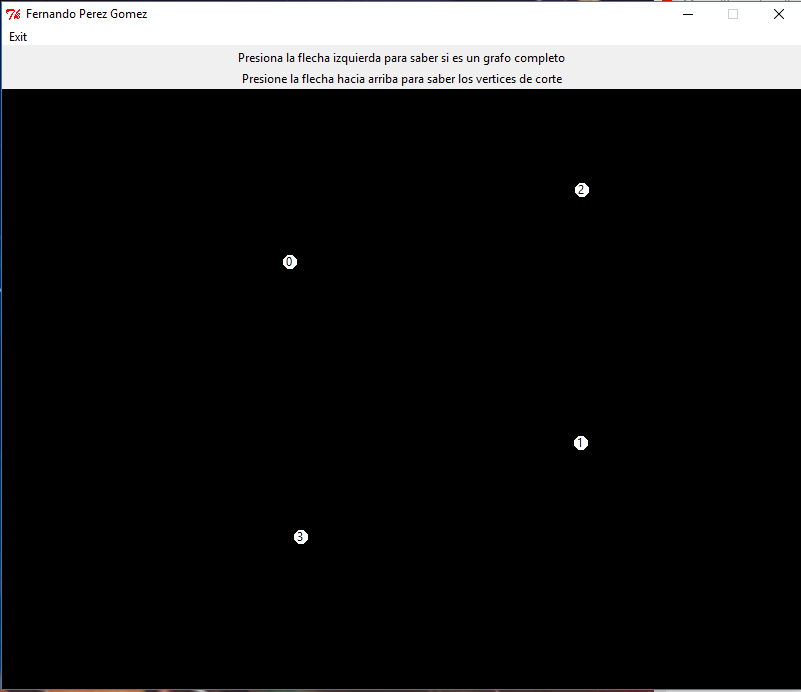 Fernando Perez Gomez
Exit
Presiona la flecha izquierda para saber si es un grafo completo
Presione la flecha hacia arriba para saber los vertices de corte
2
0
1
3